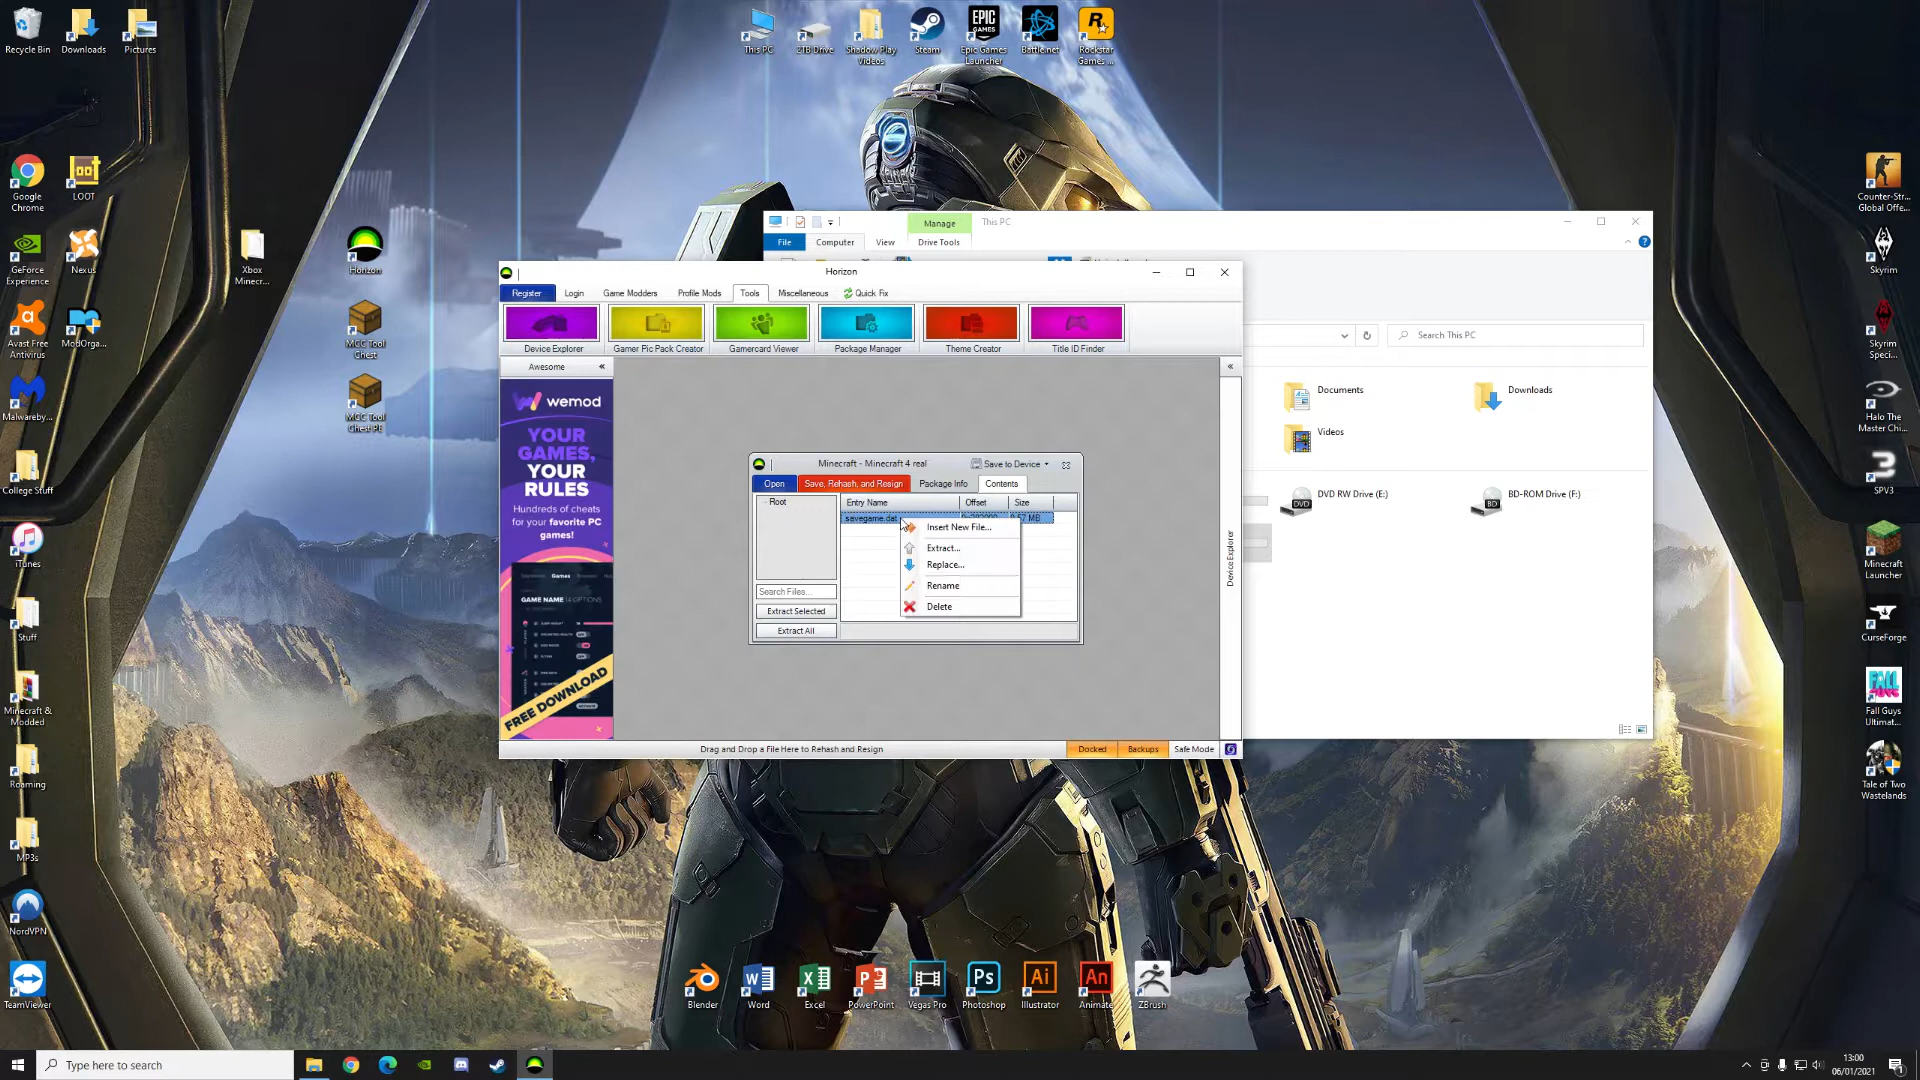 Recycle Bin
Downloads
Pictures
This PC
2TB Drive
Shadow Play
Videos
Steam
EPIC
GAMES
Epic Games
Launcher
Battle.net
Rockstar
Games ...
Google
Chrome
LOOT
GeForce
Experience
Nexus
Avast Free
Antivirus
ModOrga...
Malwareby...
College Stuff
iTunes
Stuff
Minecraft &
Modded
Roaming
MP3s
NordVPN
TeamViewer
Xbox
Minecr...
Horizon
MCC Tool
Chest
MCC Tool
Chest PE
Counter-Str...
Global Offe...
Skyrim
Skyrim
Speci...
Halo The
Master Chi...
SPV3
Minecraft
Launcher
CurseForge
FALL
GUYS
Fall Guys
Ultimat...
Tale of Two
Wastelands
Manage
This PC
File
Computer
View
Drive Tools
Search This PC
Documents
Downloads
Videos
DVD RW Drive (E:)
BD-ROM Drive (F:)
Horizon
Register
Login
Game Modders
Profile Mods
Tools
Miscellaneous
Quick Fix
Device Explorer
Gamer Pic Pack Creator
Gamercard Viewer
Package Manager
Theme Creator
Title ID Finder
Awesome
wemod
YOUR
GAMES,
YOUR
RULES
Hundreds of cheats
for your favorite PC
games!
FREE DOWNLOAD
Device Explorer
Minecraft - Minecraft 4 real
Save to Device
Open
Save, Rehash, and Resign
Package Info
Contents
Root
Entry Name
Offset
Size
savegame.dat
Insert New File...
Extract...
Replace...
Rename
Delete
Search Files...
Extract Selected
Extract All
Drag and Drop a File Here to Rehash and Resign
Docked
Backups
Safe Mode
Blender
Word
Excel
PowerPoint
Vegas Pro
Ps
Photoshop
Ai
Illustrator
An
Animate
ZBrush
Type here to search
13:00
06/01/2021